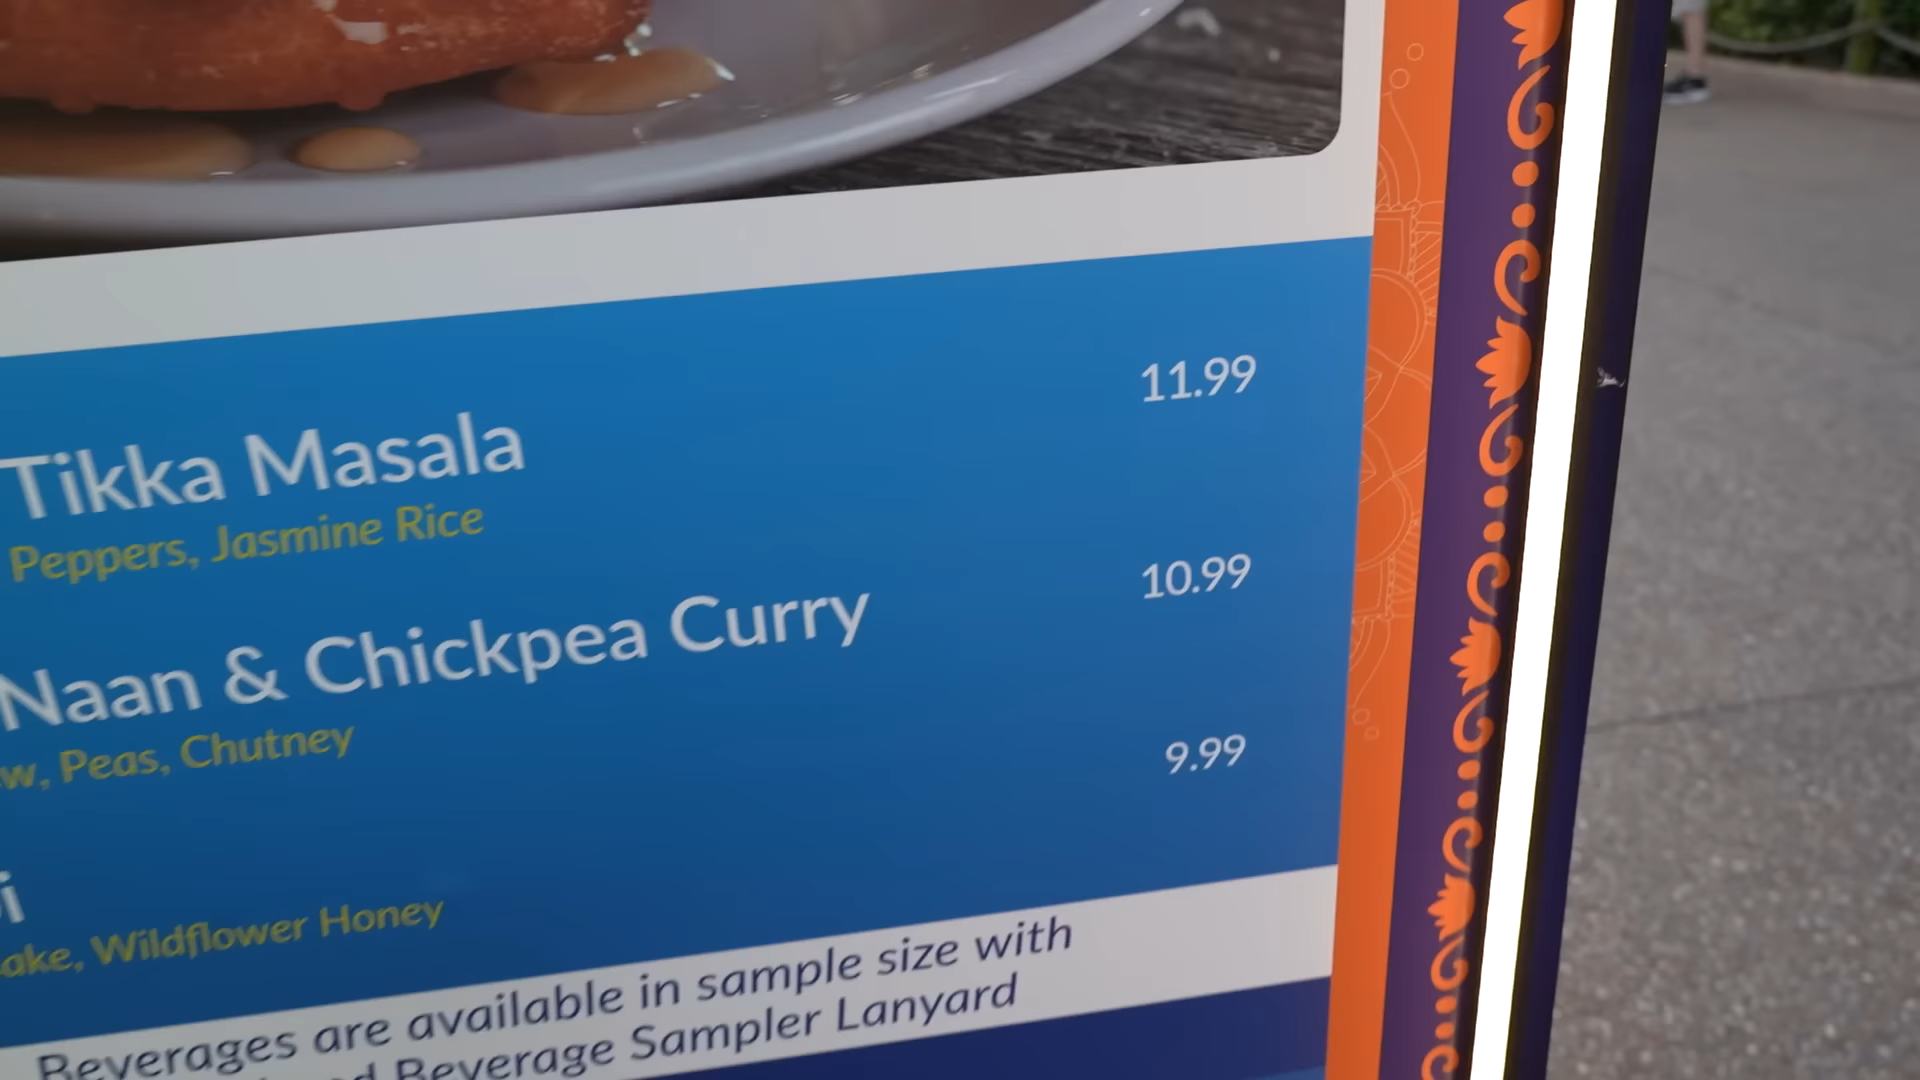 Tikka Masala 11.99
Peppers, Jasmine Rice
Naan & Chickpea Curry 10.99
Peas, Chutney
9.99
Wildflower Honey
Beverages are available in sample size with
Beverage Sampler Lanyard